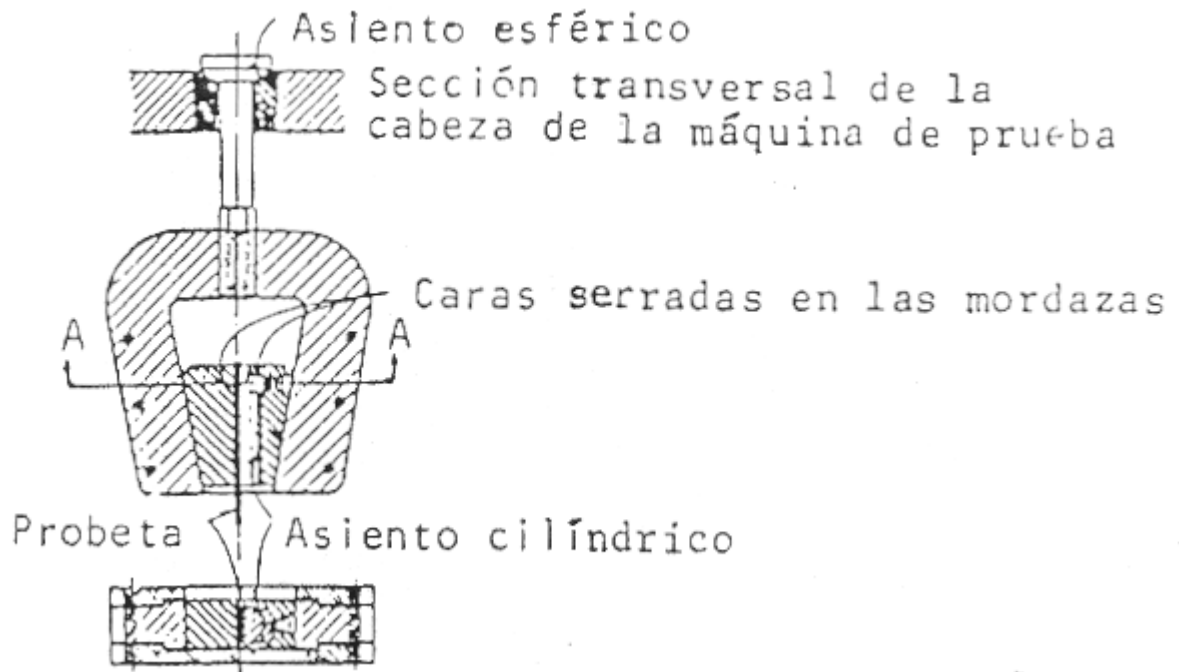 Asiento esférico
Sección transversal de la
cabeza de la máquina de prueba
Caras serradas en las mordazas
A
A
Probeta
Asiento cilíndrico